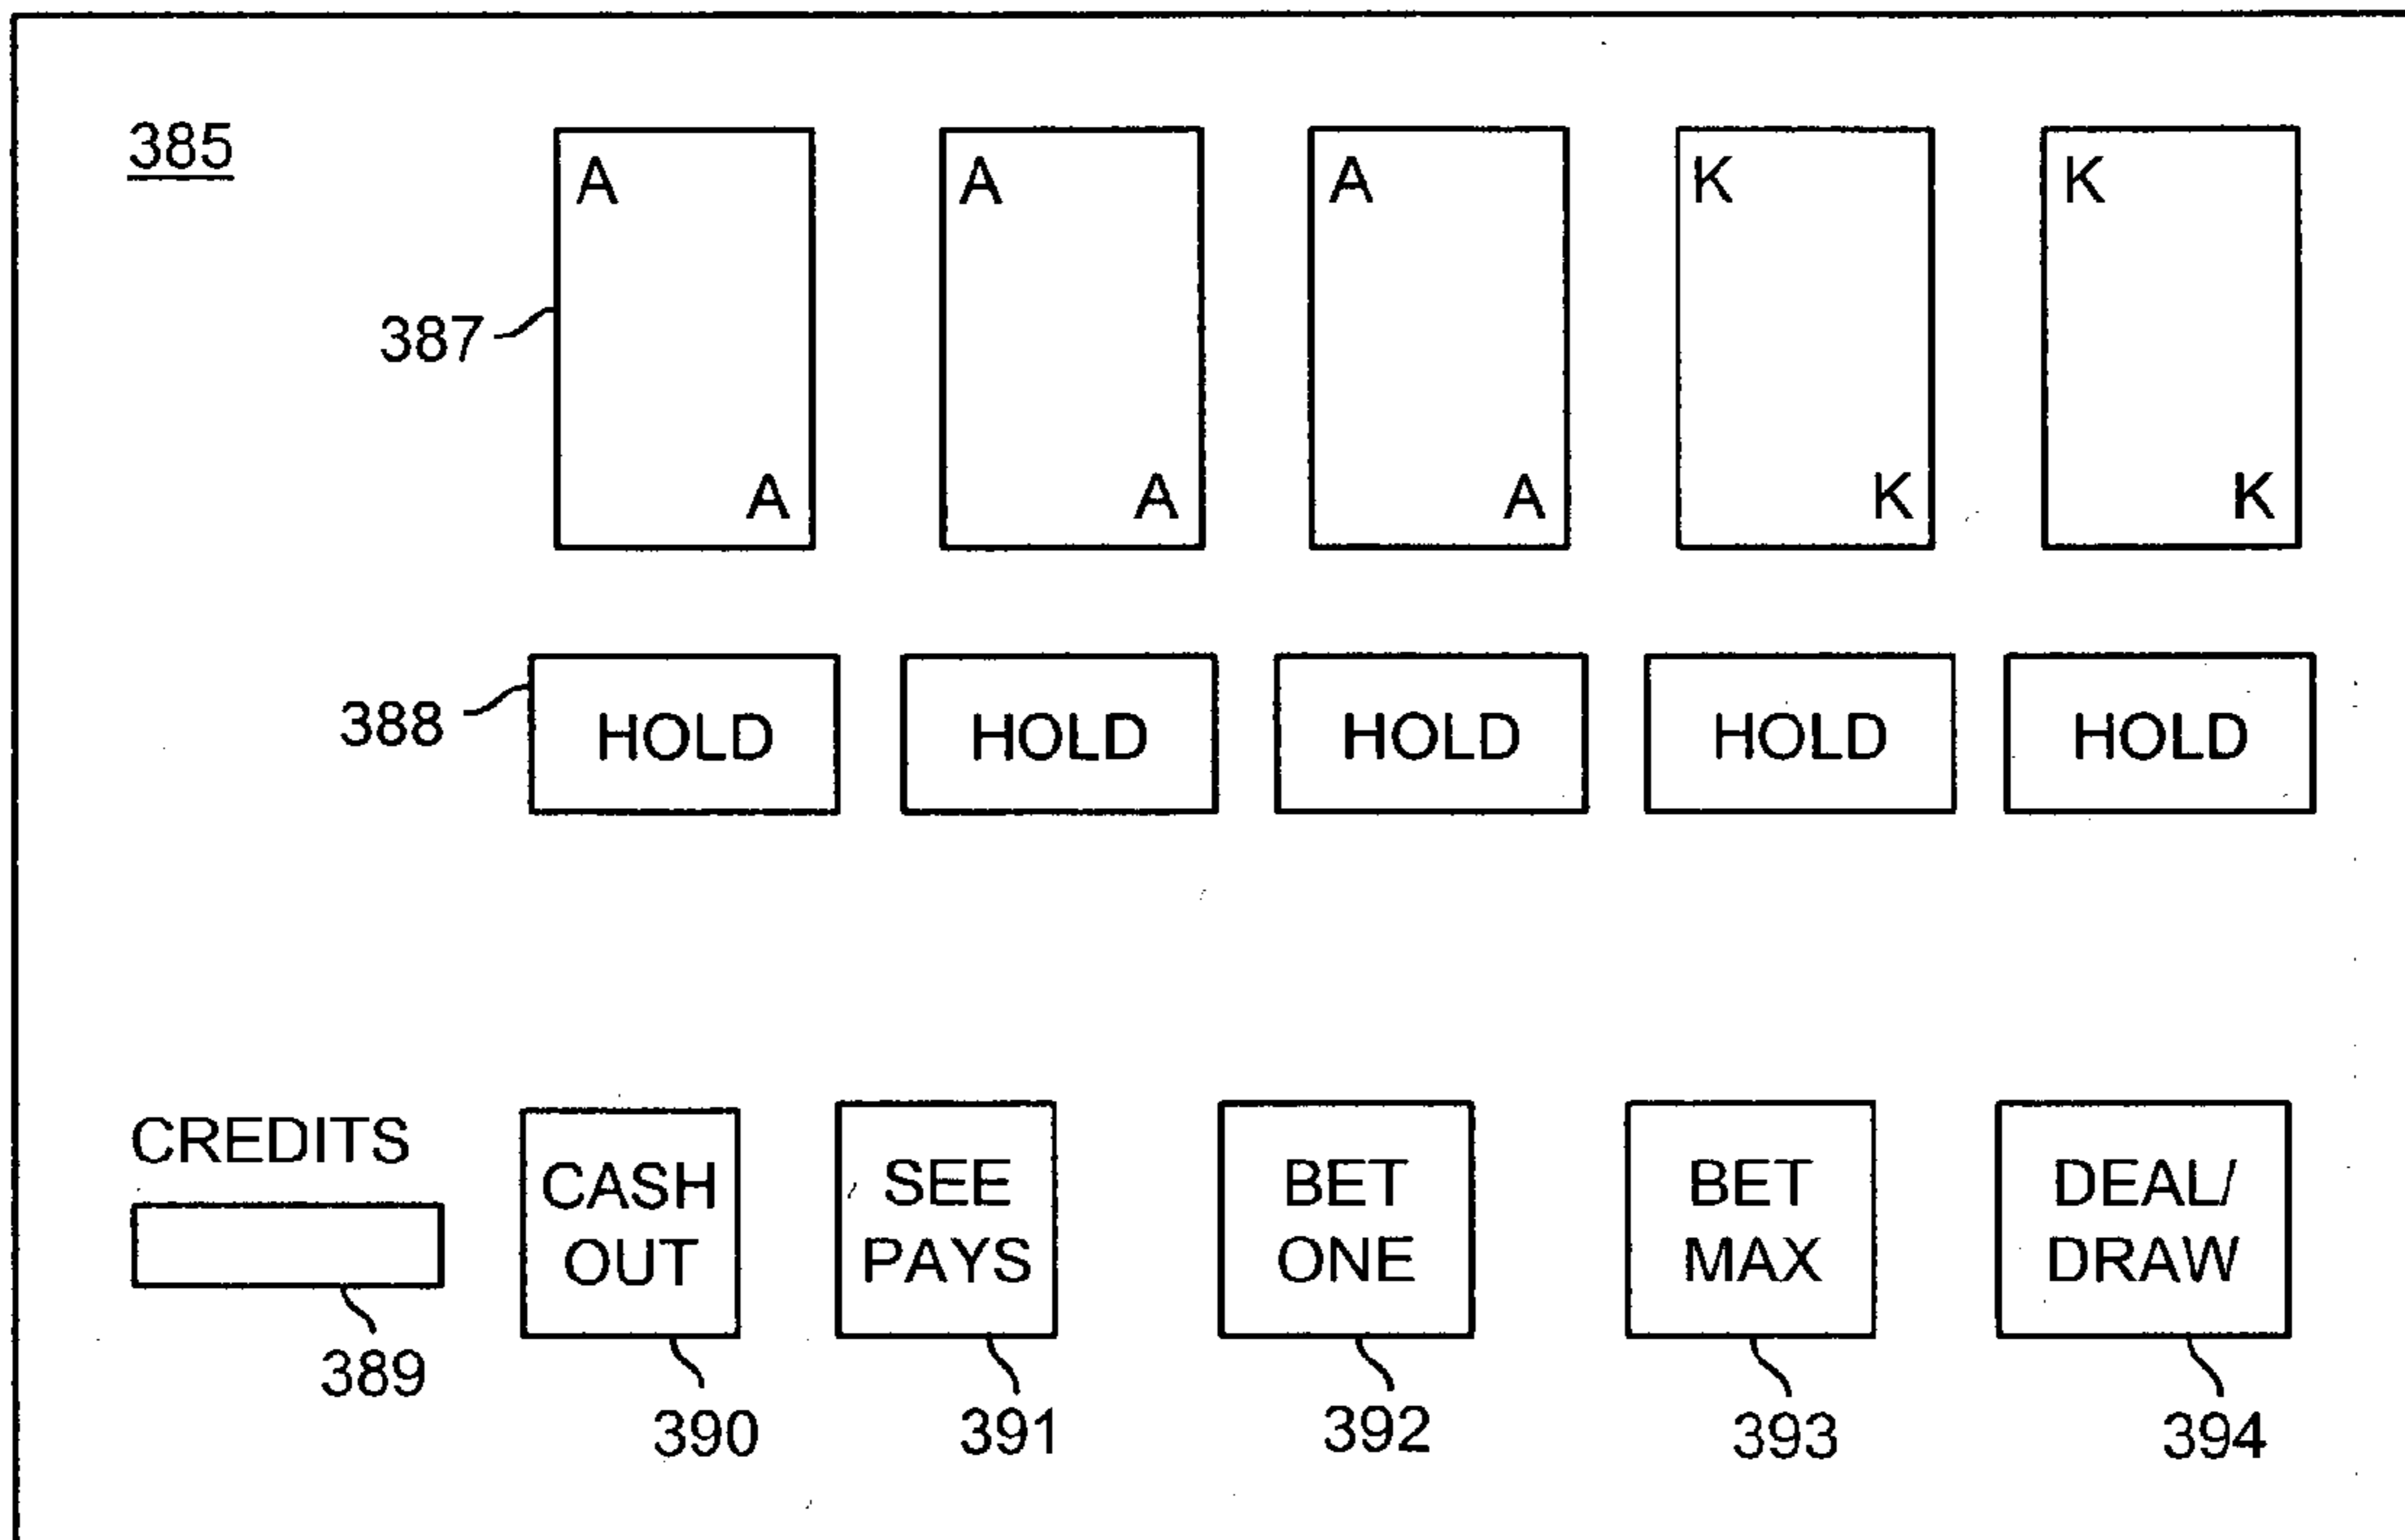 385
A A A K K
387
A A A K K
388
HOLD HOLD HOLD HOLD HOLD
CREDITS
CASH OUT
SEE PAYS
BET ONE
BET MAX
DEAL/ DRAW
389
390 391 392 393 394